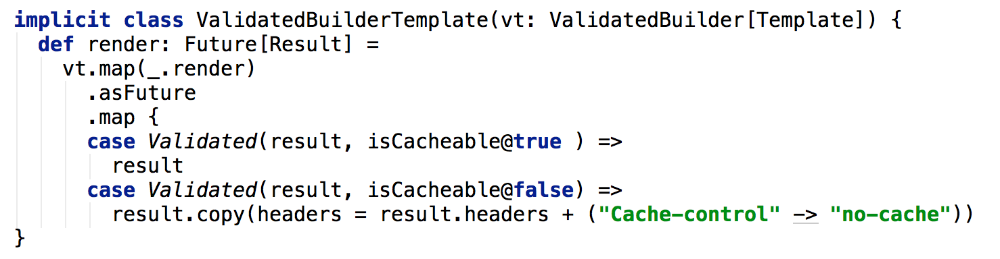 implicit class ValidatedBuilderTemplate(vt: ValidatedBuilder[Template]) {
  def render: Future[Result] =
    vt.map(_.render)
      .asFuture
      .map {
      case Validated(result, isCacheable@true ) =>
        result
      case Validated(result, isCacheable@false) =>
        result.copy(headers = result.headers + ("Cache-control" -> "no-cache"))
}